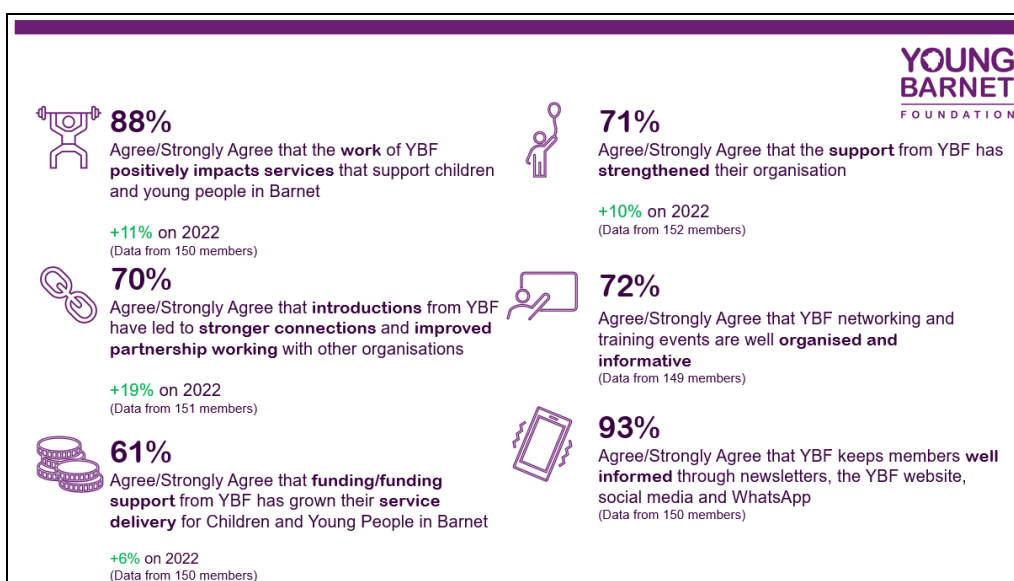 YOUNG
BARNET
FOUNDATION
88%
Agree/Strongly Agree that the work of YBF
positively impacts services that support children
and young people in Barnet
+11% on 2022
(Data from 150 members)
70%
Agree/Strongly Agree that introductions from YBF
have led to stronger connections and improved
partnership working with other organisations
+19% on 2022
(Data from 151 members)
61%
Agree/Strongly Agree that funding/funding
support from YBF has grown their service
delivery for Children and Young People in Barnet
+6% on 2022
(Data from 150 members)
71%
Agree/Strongly Agree that the support from YBF has
strengthened their organisation
+10% on 2022
(Data from 152 members)
72%
Agree/Strongly Agree that YBF networking and
training events are well organised and
informative
(Data from 149 members)
93%
Agree/Strongly Agree that YBF keeps members well
informed through newsletters, the YBF website,
social media and WhatsApp
(Data from 150 members)